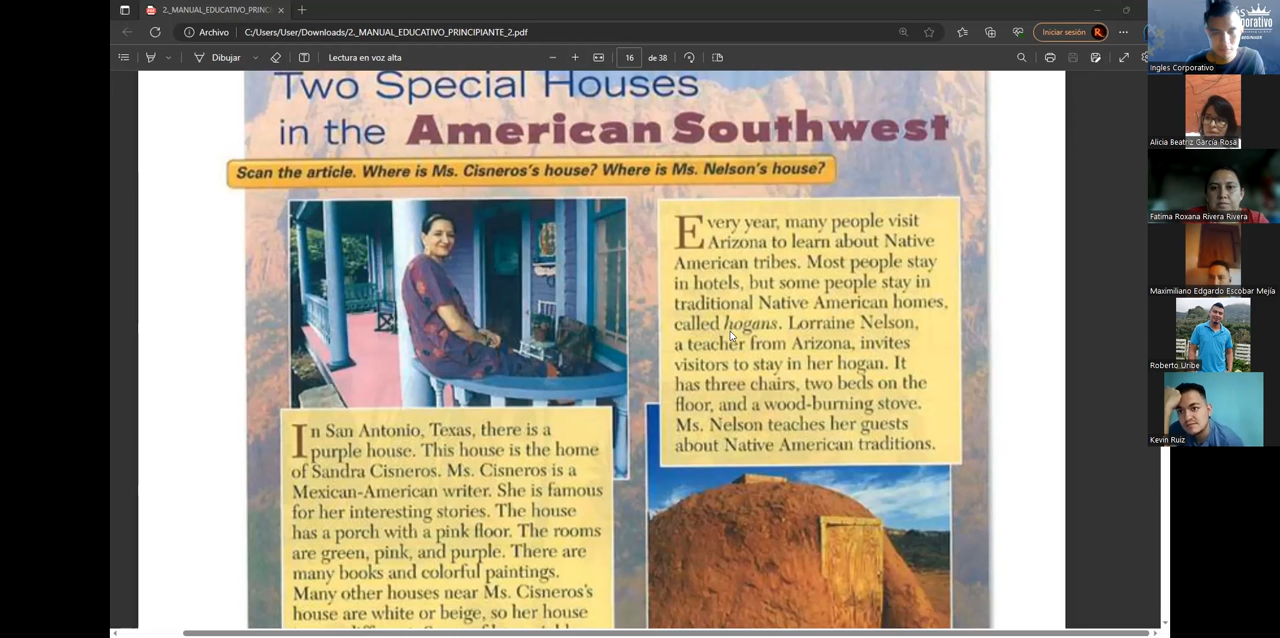 2._MANUAL_EDUCATIVO_PRINCIPI
Archivo
C:/Users/User/Downloads/2._MANUAL_EDUCATIVO_PRINCIPIANTE_2.pdf
Iniciar sesión
Dibujar
Lectura en voz alta
16
de 38
Two Special Houses
in the American Southwest
Scan the article. Where is Ms. Cisneros's house? Where is Ms. Nelson's house?
Every year, many people visit
Arizona to learn about Native
American tribes. Most people stay
in hotels, but some people stay in
traditional Native American homes,
called hogans. Lorraine Nelson,
a teacher from Arizona, invites
visitors to stay in her hogan. It
has three chairs, two beds on the
floor, and a wood-burning stove.
Ms. Nelson teaches her guests
about Native American traditions.
In San Antonio, Texas, there is a
purple house. This house is the home
of Sandra Cisneros. Ms. Cisneros is a
Mexican-American writer. She is famous
for her interesting stories. The house
has a porch with a pink floor. The rooms
are green, pink, and purple. There are
many books and colorful paintings.
Many other houses near Ms. Cisneros's
house are white or beige, so her house
Ingles Corporativo
Alicia Beatriz García Rosa
Fatima Roxana Rivera Rivera
Maximiliano Edgardo Escobar Mejía
Roberto Uribe
Kevin Ruiz